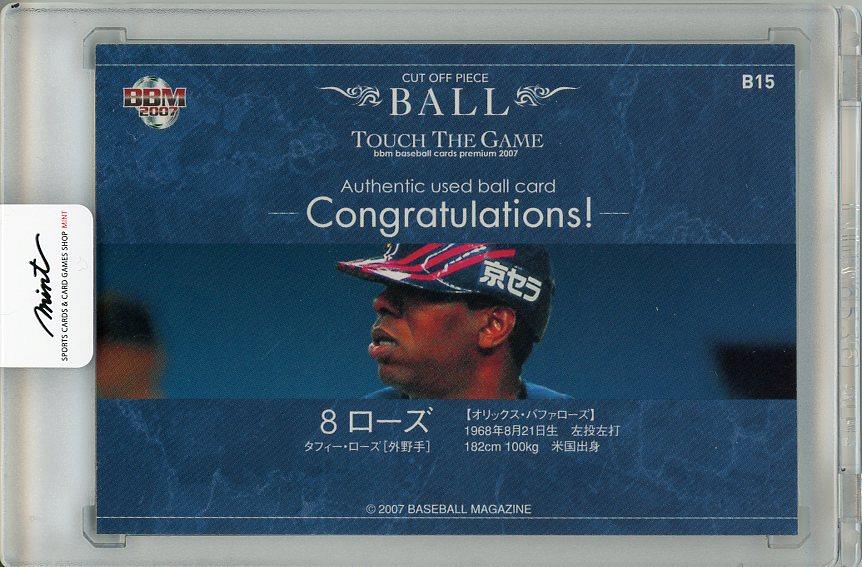 CUT OFF PIECE
BALL
B15
BBM
2007
TOUCH THE GAME
bbm baseball cards premium 2007
Authentic used ball card
Congratulations!
京セラ
mint
SPORTS CARDS & CARD GAMES SHOP MINT
8 ローズ
タフィー・ローズ[外野手]
【オリックス・バファローズ】
1968年8月21日生 左投左打
182cm 100kg 米国出身
© 2007 BASEBALL MAGAZINE